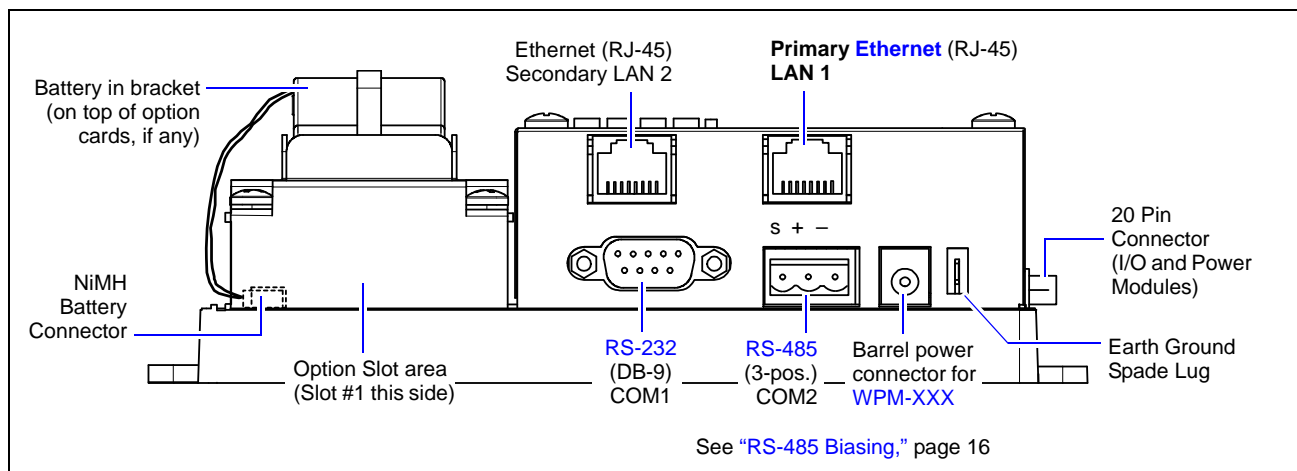 Ethernet (RJ-45)
Secondary LAN 2
Primary Ethernet (RJ-45)
LAN 1
Battery in bracket
(on top of option
cards, if any)
S + −
20 Pin
Connector
(I/O and Power
Modules)
NiMH
Battery
Connector
Option Slot area
(Slot #1 this side)
RS-232
(DB-9)
COM1
RS-485
(3-pos.)
COM2
Barrel power
connector for
WPM-XXX
Earth Ground
Spade Lug
See “RS-485 Biasing,” page 16